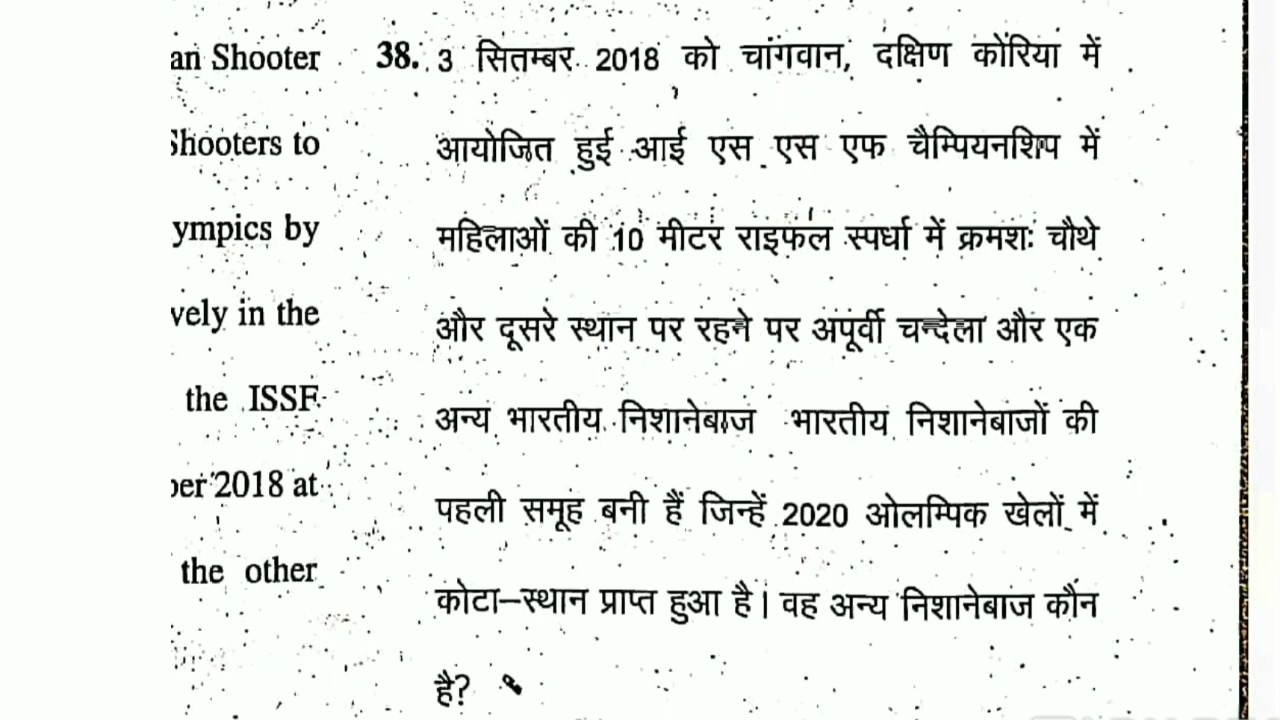 an Shooter
Shooters to
ympics by
vely in the
the ISSF
ber 2018 at
the other
38. 3 सितम्बर 2018 को चांगवान, दक्षिण कोरिया में
आयोजित हुई आई एस एस एफ चैम्पियनशिप में
महिलाओं की 10 मीटर राइफल स्पर्धा में क्रमशः चौथे
और दूसरे स्थान पर रहने पर अपूर्वी चन्देला और एक
अन्य भारतीय निशानेबाज भारतीय निशानेबाजों की
पहली समूह बनी हैं जिन्हें 2020 ओलम्पिक खेलों में
कोटा–स्थान प्राप्त हुआ है। वह अन्य निशानेबाज कौन
है?